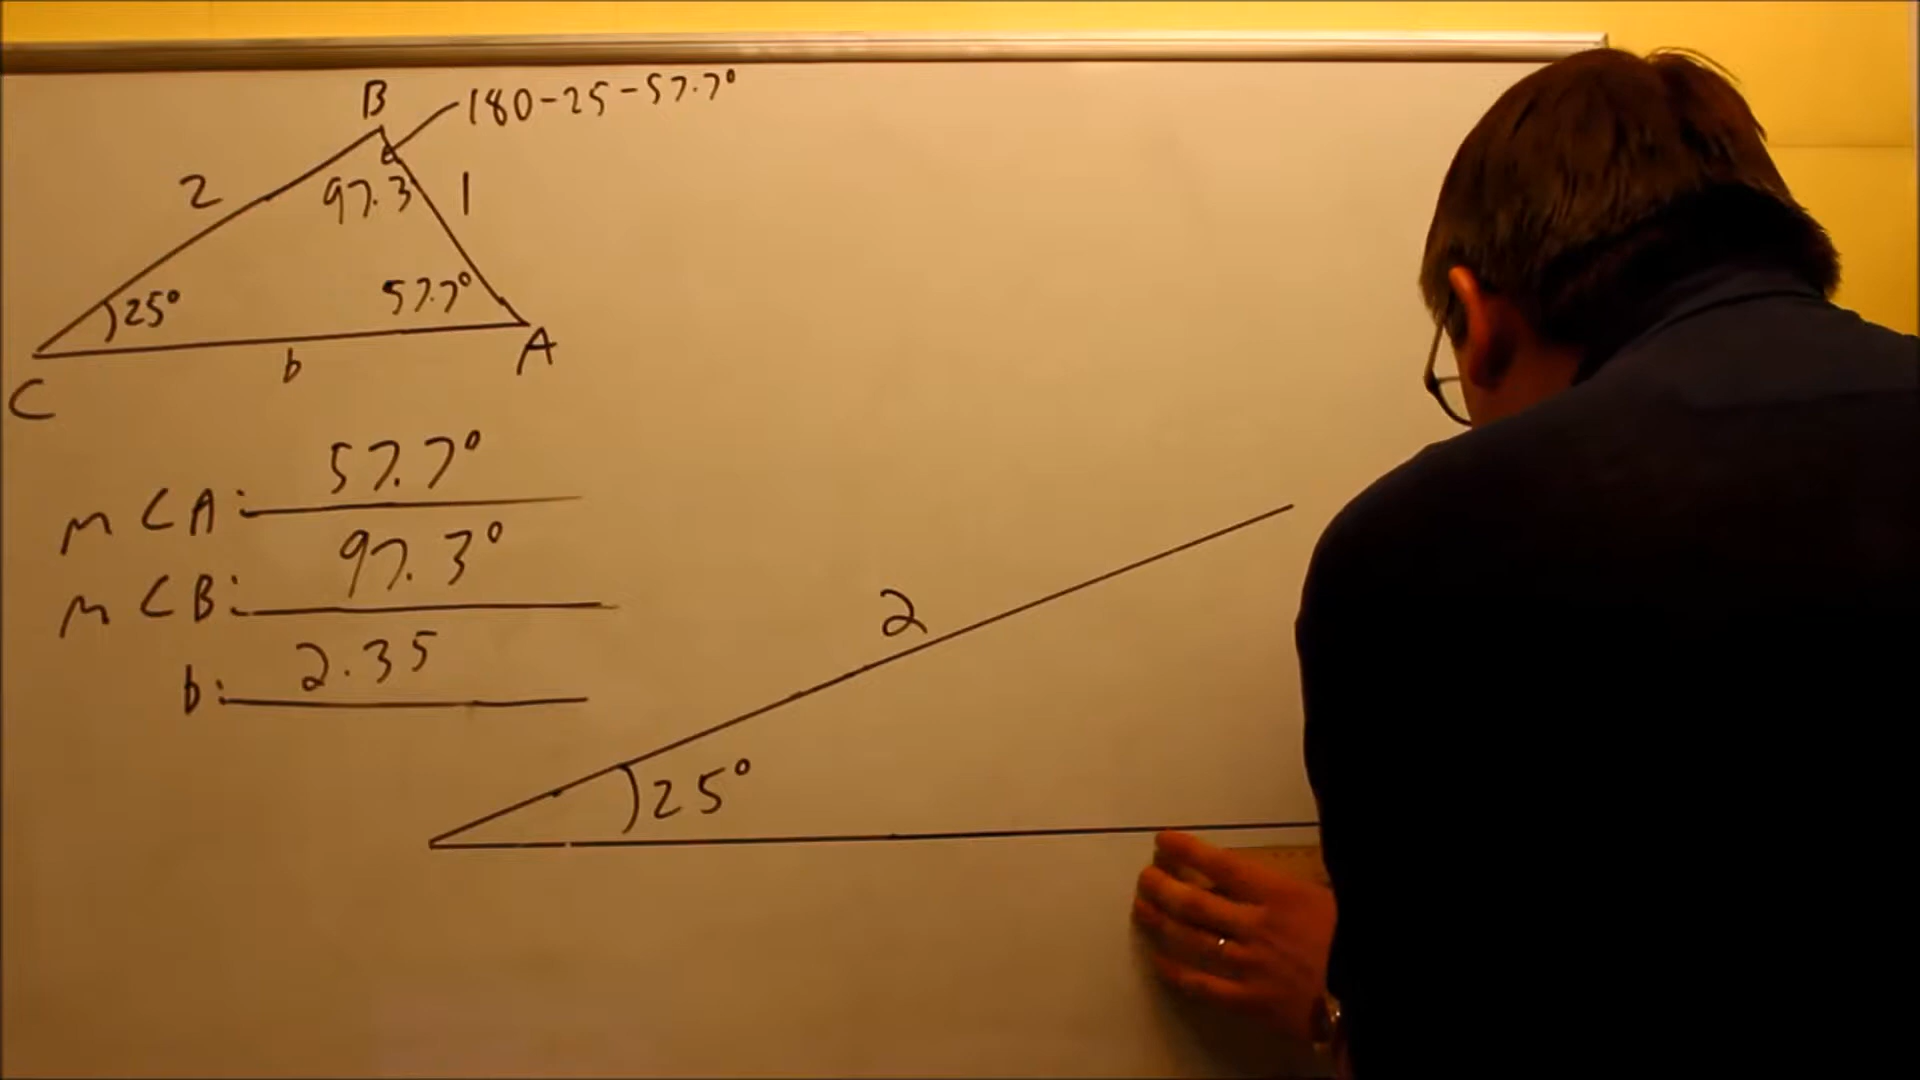 B
180-25-57.7°
2
97.3
1
25°
57.7°
b
A
C
m∠A: 57.7°
m∠B: 97.3°
b: 2.35
2
25°